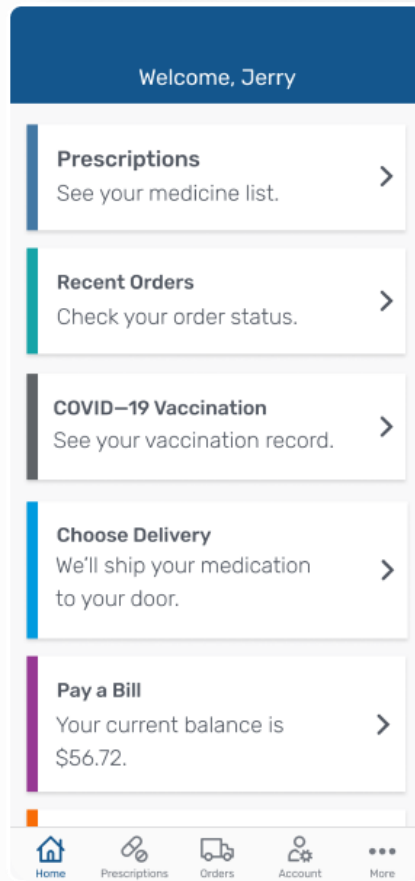 Welcome, Jerry
Prescriptions
See your medicine list.
Recent Orders
Check your order status.
COVID—19 Vaccination
See your vaccination record.
Choose Delivery
We'll ship your medication
to your door.
Pay a Bill
Your current balance is
$56.72.
Home Prescriptions Orders Account More